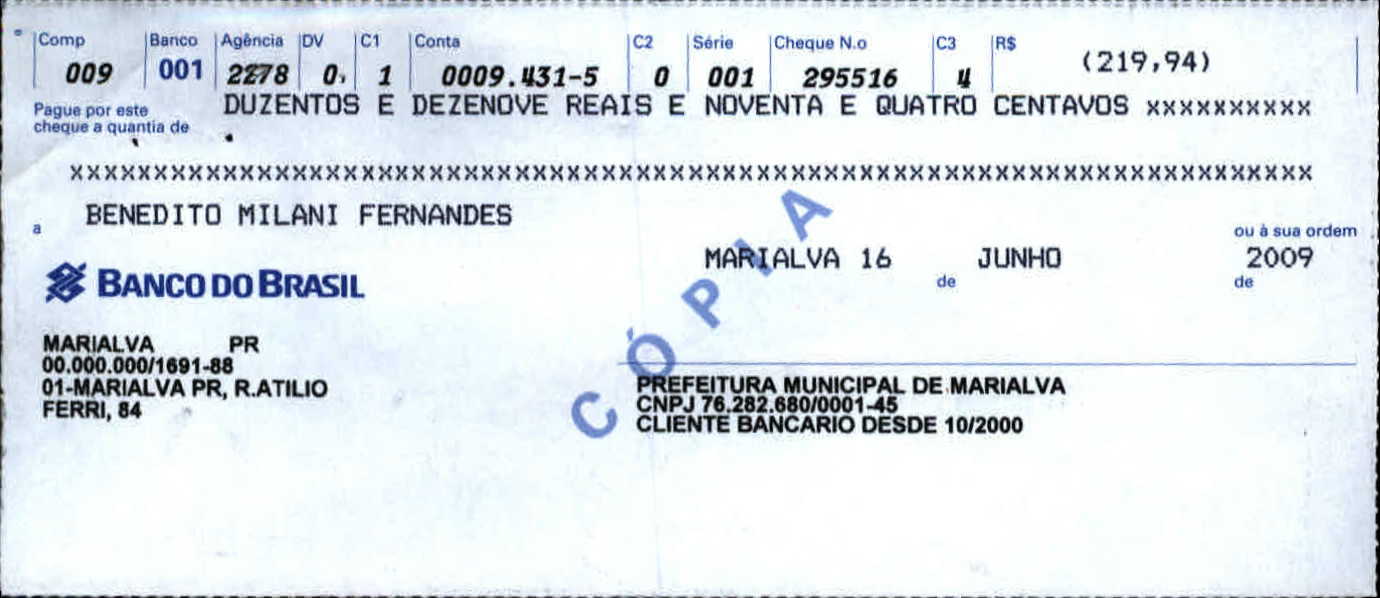 Comp Banco Agência DV C1 Conta C2 Série Cheque N.o C3 R$ (219,94)
009 001 2278 0 1 0009.431-5 0 001 295516 4
Pague por este cheque a quantia de DUZENTOS E DEZENOVE REAIS E NOVENTA E QUATRO CENTAVOS xxxxxxxxxx
xxxxxxxxxxxxxxxxxxxxxxxxxxxxxxxxxxxxxxxxxxxxxxxxxxxxxxxxxxxxxxxxxxxxxxxxxxx
a BENEDITO MILANI FERNANDES ou à sua ordem
MARIALVA 16 de JUNHO de 2009
BANCO DO BRASIL
CÓPIA
MARIALVA PR
00.000.000/1691-88
01-MARIALVA PR, R.ATILIO
FERRI, 84
PREFEITURA MUNICIPAL DE MARIALVA
CNPJ 76.282.680/0001-45
CLIENTE BANCARIO DESDE 10/2000